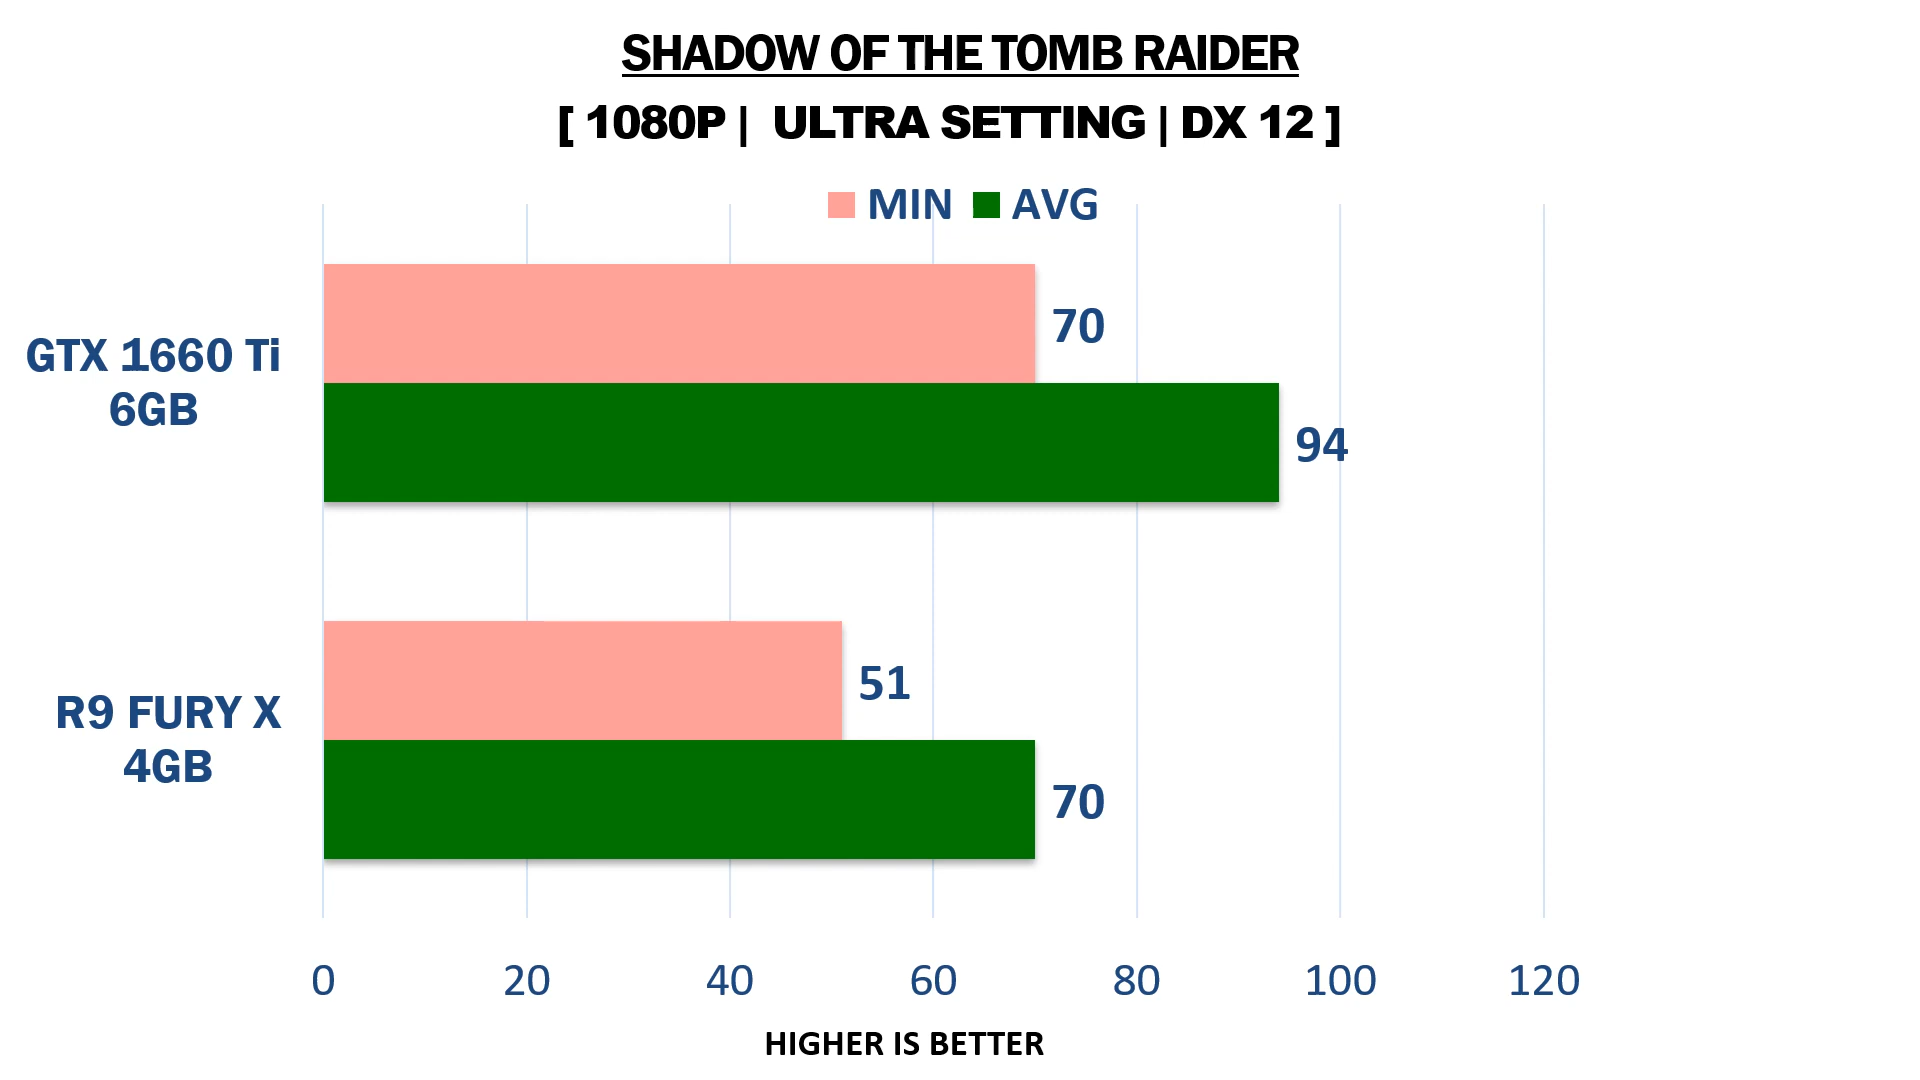 SHADOW OF THE TOMB RAIDER
[ 1080P | ULTRA SETTING | DX 12 ]
MIN AVG
GTX 1660 Ti
6GB
70
94
R9 FURY X
4GB
51
70
0 20 40 60 80 100 120
HIGHER IS BETTER